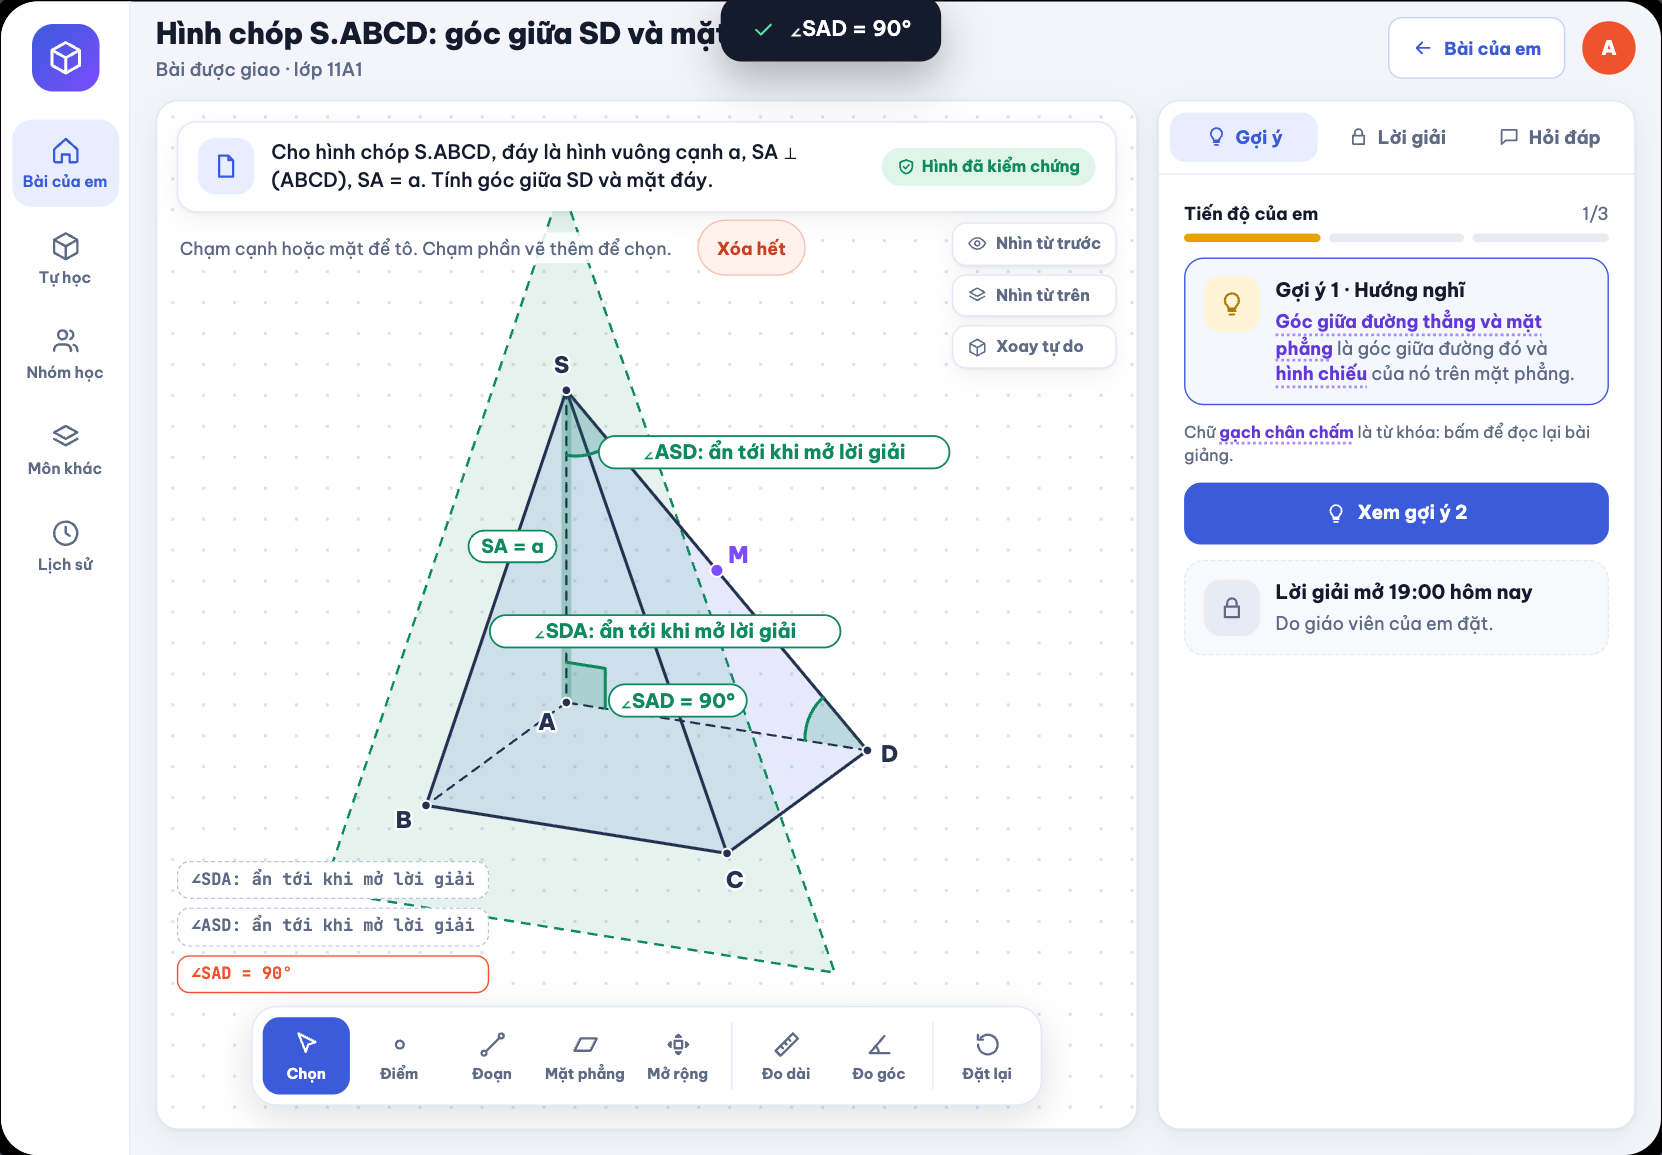 Hình chóp S.ABCD: góc giữa SD và mặt
∠SAD = 90°
Bài được giao · lớp 11A1
Bài của em
A
Bài của em
Tự học
Nhóm học
Môn khác
Lịch sử
Cho hình chóp S.ABCD, đáy là hình vuông cạnh a, SA ⊥
(ABCD), SA = a. Tính góc giữa SD và mặt đáy.
Hình đã kiểm chứng
Chạm cạnh hoặc mặt để tô. Chạm phần vẽ thêm để chọn.
Xóa hết
Nhìn từ trước
Nhìn từ trên
Xoay tự do
S
∠ASD: ẩn tới khi mở lời giải
SA = a
M
∠SDA: ẩn tới khi mở lời giải
∠SAD = 90°
A
D
B
C
∠SDA: ẩn tới khi mở lời giải
∠ASD: ẩn tới khi mở lời giải
∠SAD = 90°
Chọn
Điểm
Đoạn
Mặt phẳng
Mở rộng
Đo dài
Đo góc
Đặt lại
Gợi ý
Lời giải
Hỏi đáp
Tiến độ của em
1/3
Gợi ý 1 · Hướng nghĩ
Góc giữa đường thẳng và mặt
phẳng là góc giữa đường đó và
hình chiếu của nó trên mặt phẳng.
Chữ gạch chân chấm là từ khóa: bấm để đọc lại bài
giảng.
Xem gợi ý 2
Lời giải mở 19:00 hôm nay
Do giáo viên của em đặt.